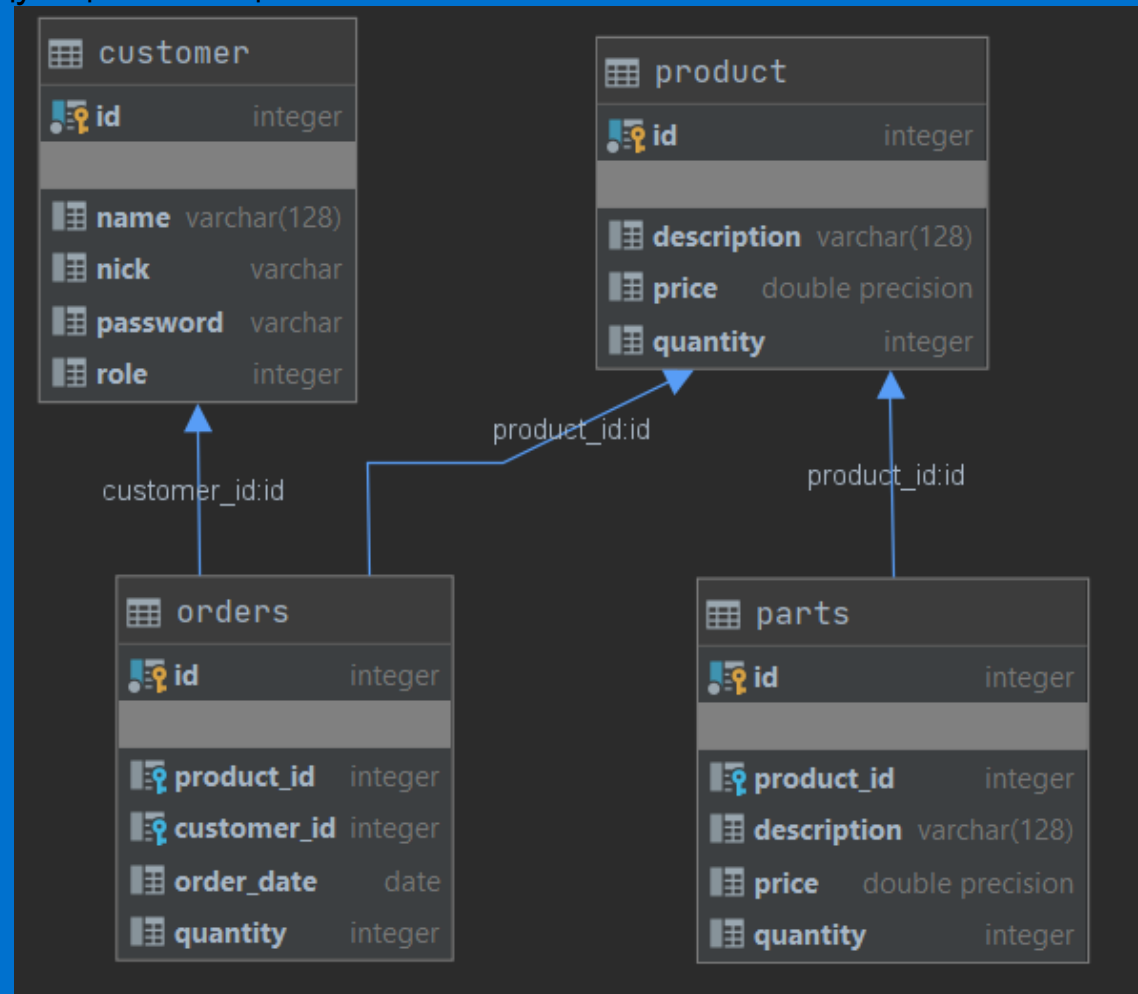 customer
id integer
name varchar(128)
nick varchar
password varchar
role integer
product
id integer
description varchar(128)
price double precision
quantity integer
product_id:id
customer_id:id
product_id:id
orders
id integer
product_id integer
customer_id integer
order_date date
quantity integer
parts
id integer
product_id integer
description varchar(128)
price double precision
quantity integer